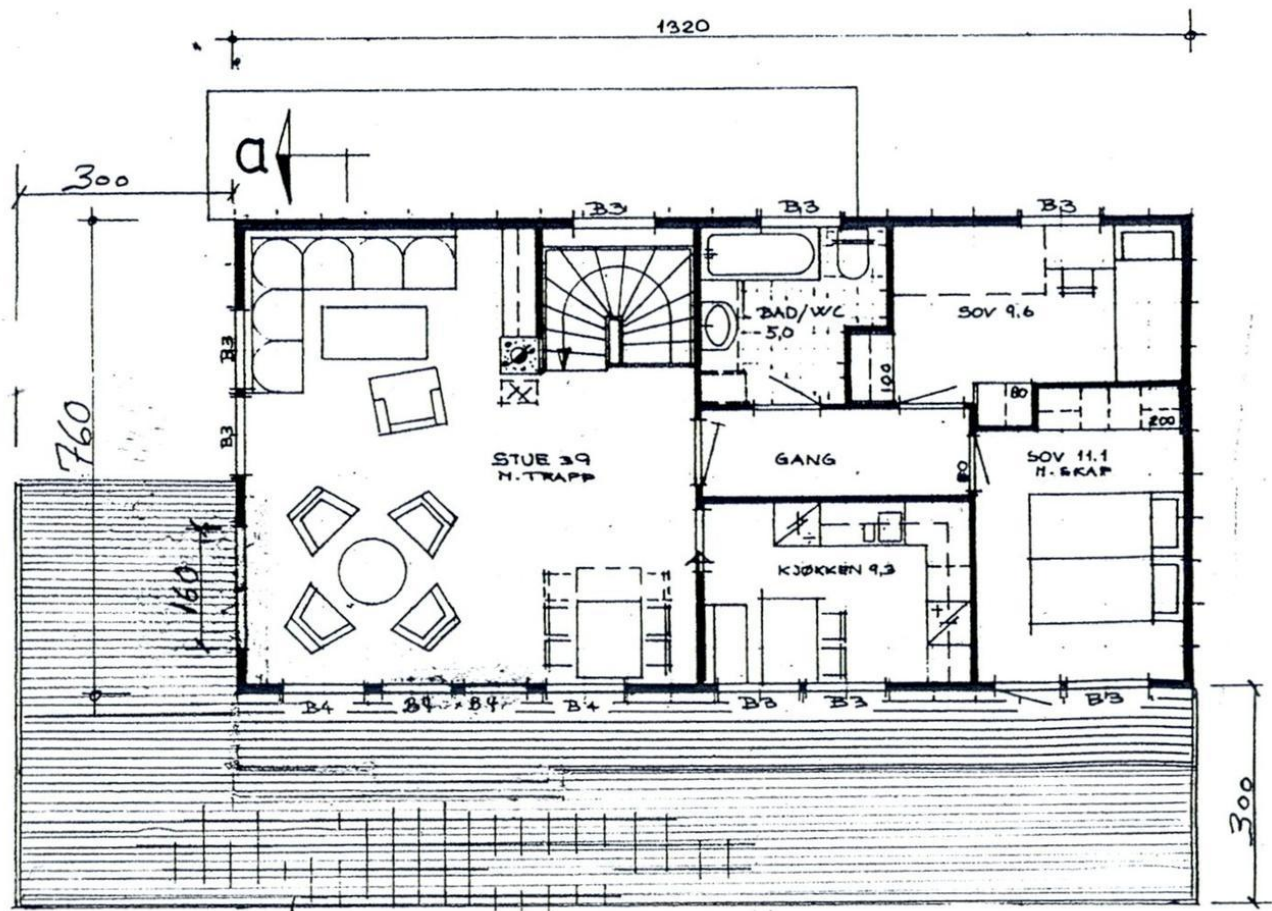 1320
a
300
B3
B3
B3
BAD/WC
5,0
SOV 9.6
B3
100
80
200
760
B3
STUE 39
M. TRAPP
GANG
80
SOV 11.1
M. SKAP
160
KJØKKEN 9,3
B4
B4
B4
B4
B3
B3
B3
300